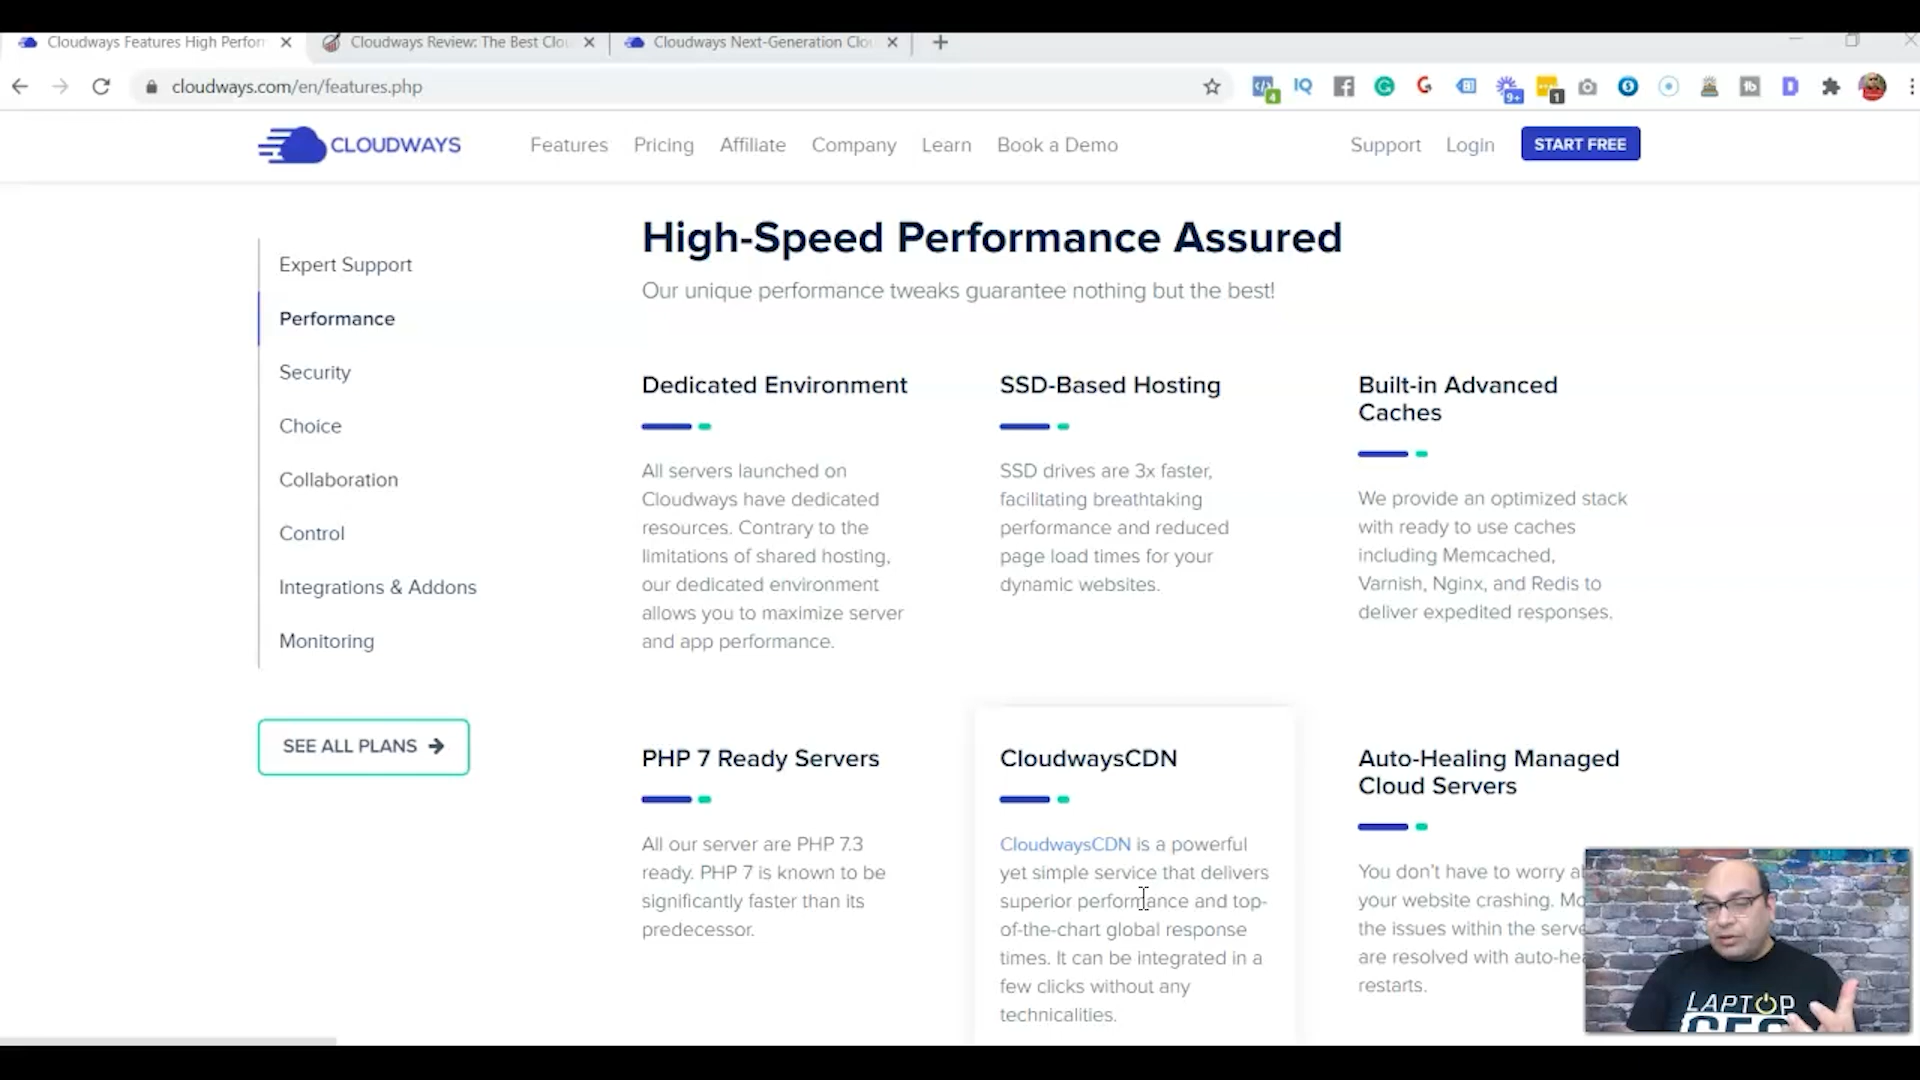 Cloudways Features High Perfor
Cloudways Review: The Best Clo
Cloudways Next-Generation Clo
cloudways.com/en/features.php
4
IQ
9+
1
CLOUDWAYS
Features
Pricing
Affiliate
Company
Learn
Book a Demo
Support
Login
START FREE
Expert Support
Performance
Security
Choice
Collaboration
Control
Integrations & Addons
Monitoring
SEE ALL PLANS
High-Speed Performance Assured
Our unique performance tweaks guarantee nothing but the best!
Dedicated Environment
All servers launched on
Cloudways have dedicated
resources. Contrary to the
limitations of shared hosting,
our dedicated environment
allows you to maximize server
and app performance.
SSD-Based Hosting
SSD drives are 3x faster,
facilitating breathtaking
performance and reduced
page load times for your
dynamic websites.
Built-in Advanced
Caches
We provide an optimized stack
with ready to use caches
including Memcached,
Varnish, Nginx, and Redis to
deliver expedited responses.
PHP 7 Ready Servers
All our server are PHP 7.3
ready. PHP 7 is known to be
significantly faster than its
predecessor.
CloudwaysCDN
CloudwaysCDN is a powerful
yet simple service that delivers
superior performance and top-
of-the-chart global response
times. It can be integrated in a
few clicks without any
technicalities.
Auto-Healing Managed
Cloud Servers
You don't have to worry a
your website crashing. Mo
the issues within the serve
are resolved with auto-hea
restarts.
LAPTOP
CEO